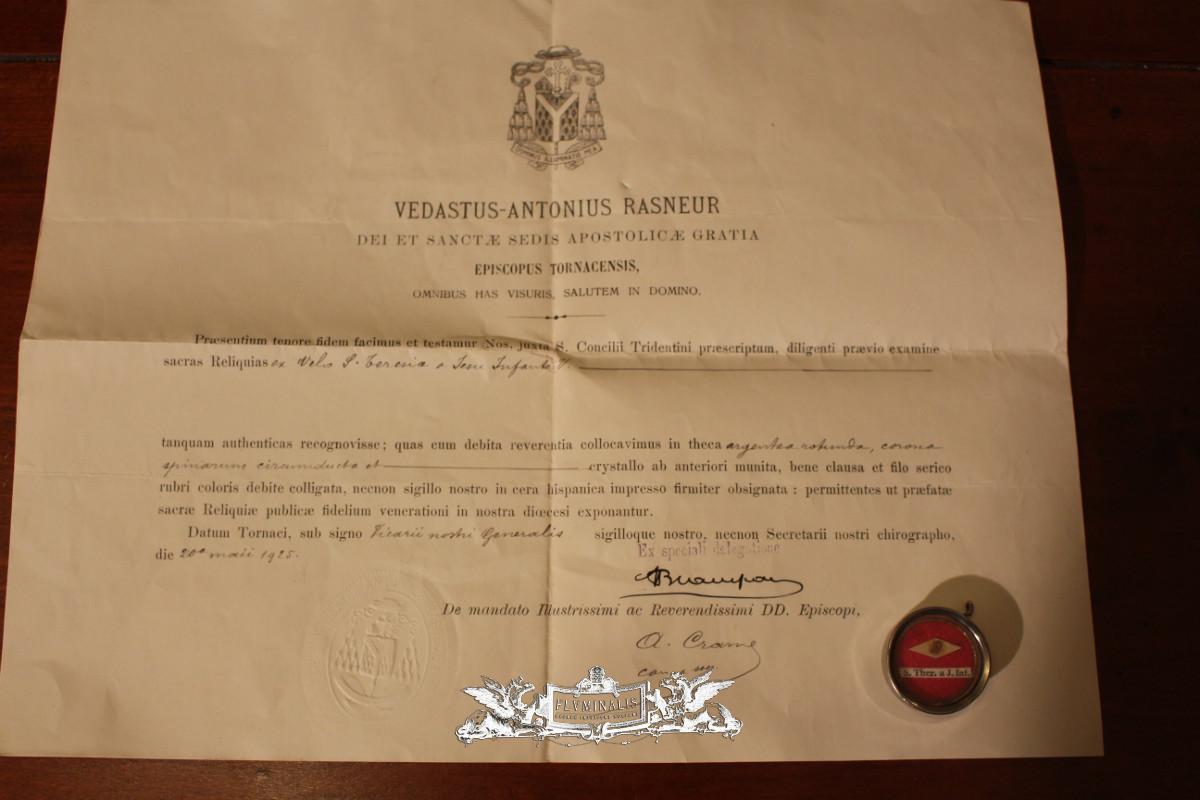 DOMINUS ILLUMINATIO MEA
VEDASTUS-ANTONIUS RASNEUR
DEI ET SANCTÆ SEDIS APOSTOLICÆ GRATIA
EPISCOPUS TORNACENSIS,
OMNIBUS HAS VISURIS, SALUTEM IN DOMINO.
Præsentium tenore fidem facimus et testamur Nos, juxta S. Concilii Tridentini præscriptum, diligenti prævio examine
sacras Reliquias ex Velo S. Teresia a Jesu Infante V.
tanquam authenticas recognovisse; quas cum debita reverentia collocavimus in theca argentea rotunda, corona
spinarum circumducta et crystallo ab anteriori munita, bene clausa et filo serico
rubri coloris debite colligata, necnon sigillo nostro in cera hispanica impresso firmiter obsignata : permittentes ut præfatæ
sacræ Reliquiæ publicæ fidelium venerationi in nostra diœcesi exponantur.
Datum Tornaci, sub signo Vicarii nostri Generalis sigilloque nostro, necnon Secretarii nostri chirographo,
die 20a maii 1925.
Ex speciali delegatione
De mandato Illustrissimi ac Reverendissimi DD. Episcopi,
A. Crame
S. Ther. a J. Inf.
FLVMINALIS